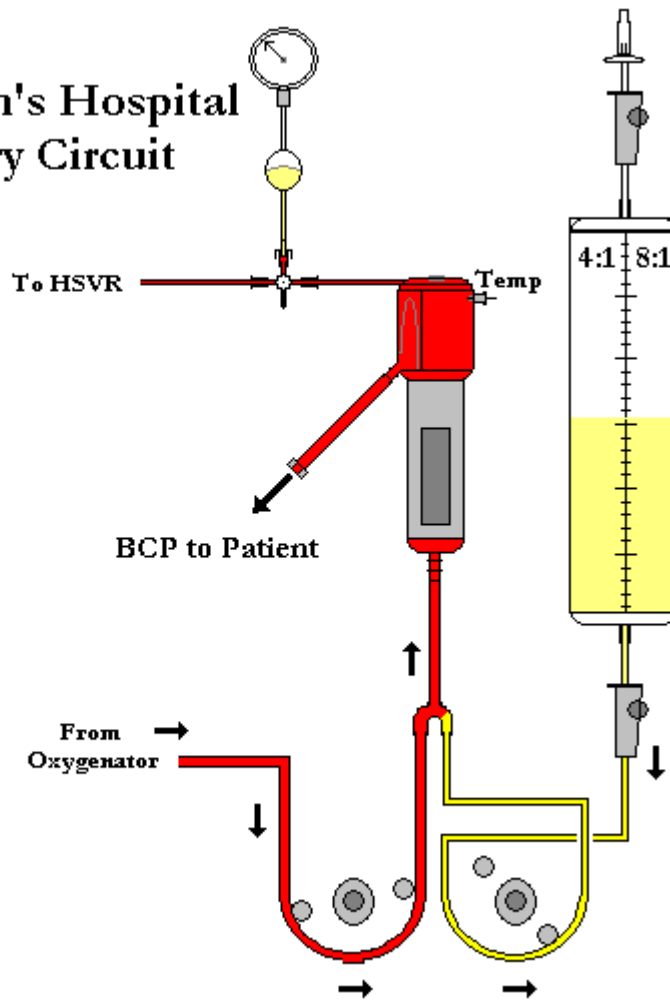 n's Hospital
y Circuit
To HSVR
Temp
4:1 8:1
BCP to Patient
From
Oxygenator